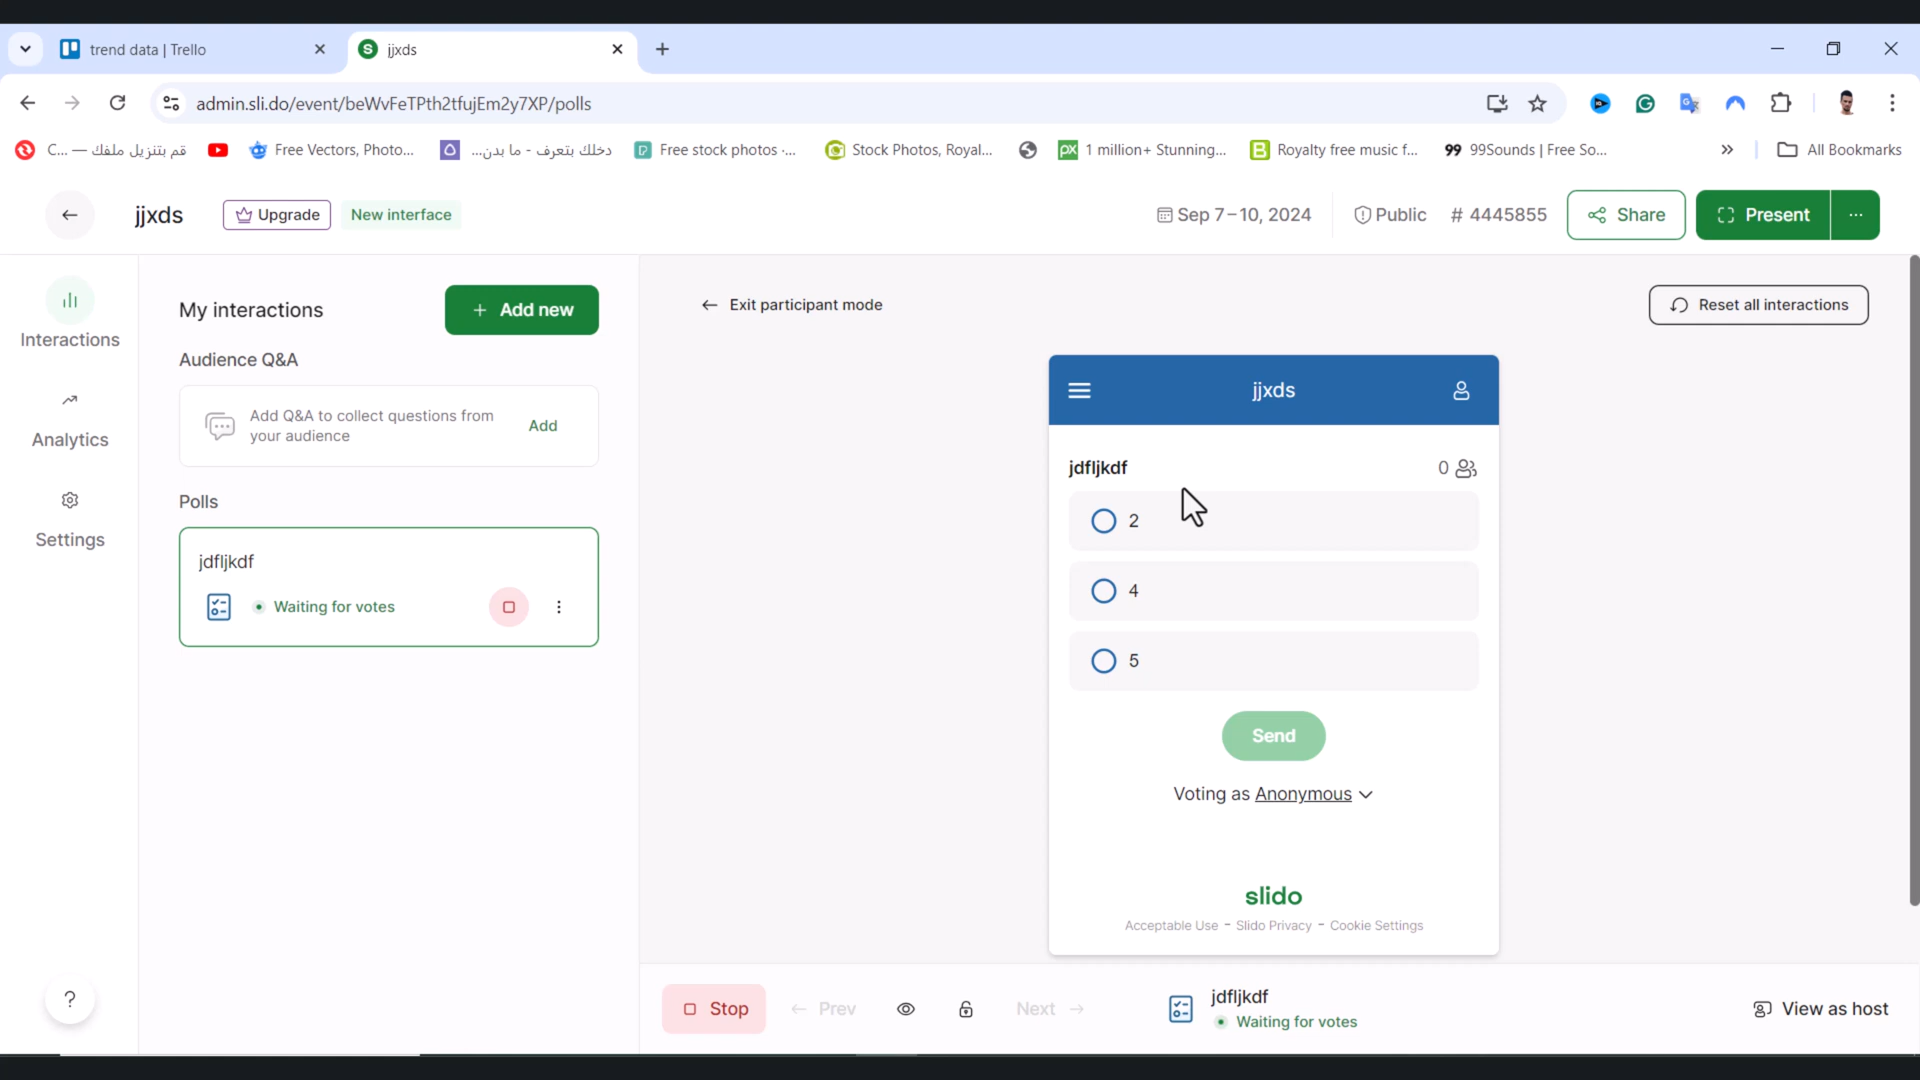 trend data | Trello
jjxds
admin.sli.do/event/beWvFeTPth2tfujEm2y7XP/polls
C... — قم بتنزيل ملفك
Free Vectors, Photo...
دخلك بتعرف - ما بدن...
Free stock photos ·...
Stock Photos, Royal...
1 million+ Stunning...
Royalty free music f...
99Sounds | Free So...
All Bookmarks
jjxds
Upgrade
New interface
Sep 7 – 10, 2024
Public
# 4445855
Share
Present
Interactions
Analytics
Settings
My interactions
+ Add new
Audience Q&A
Add Q&A to collect questions from
your audience
Add
Polls
jdfljkdf
Waiting for votes
← Exit participant mode
Reset all interactions
jjxds
jdfljkdf
0
2
4
5
Send
Voting as Anonymous
slido
Acceptable Use - Slido Privacy - Cookie Settings
?
Stop
← Prev
Next →
jdfljkdf
Waiting for votes
View as host